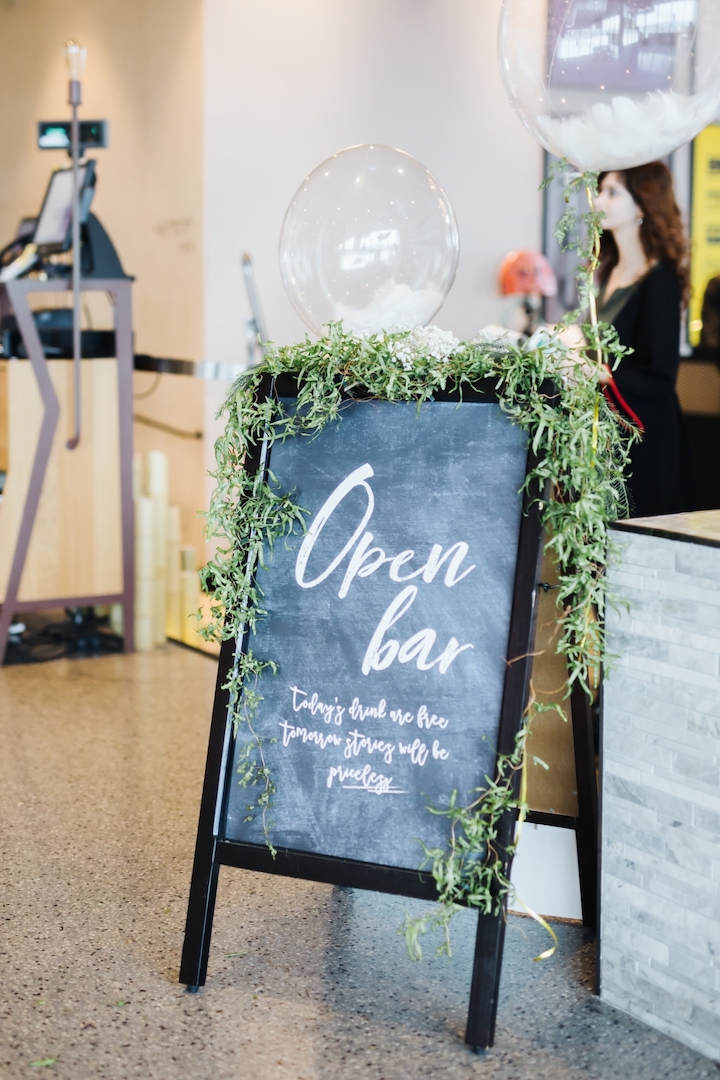 Open
bar
Today's drink are free
tomorrow stories will be
priceless